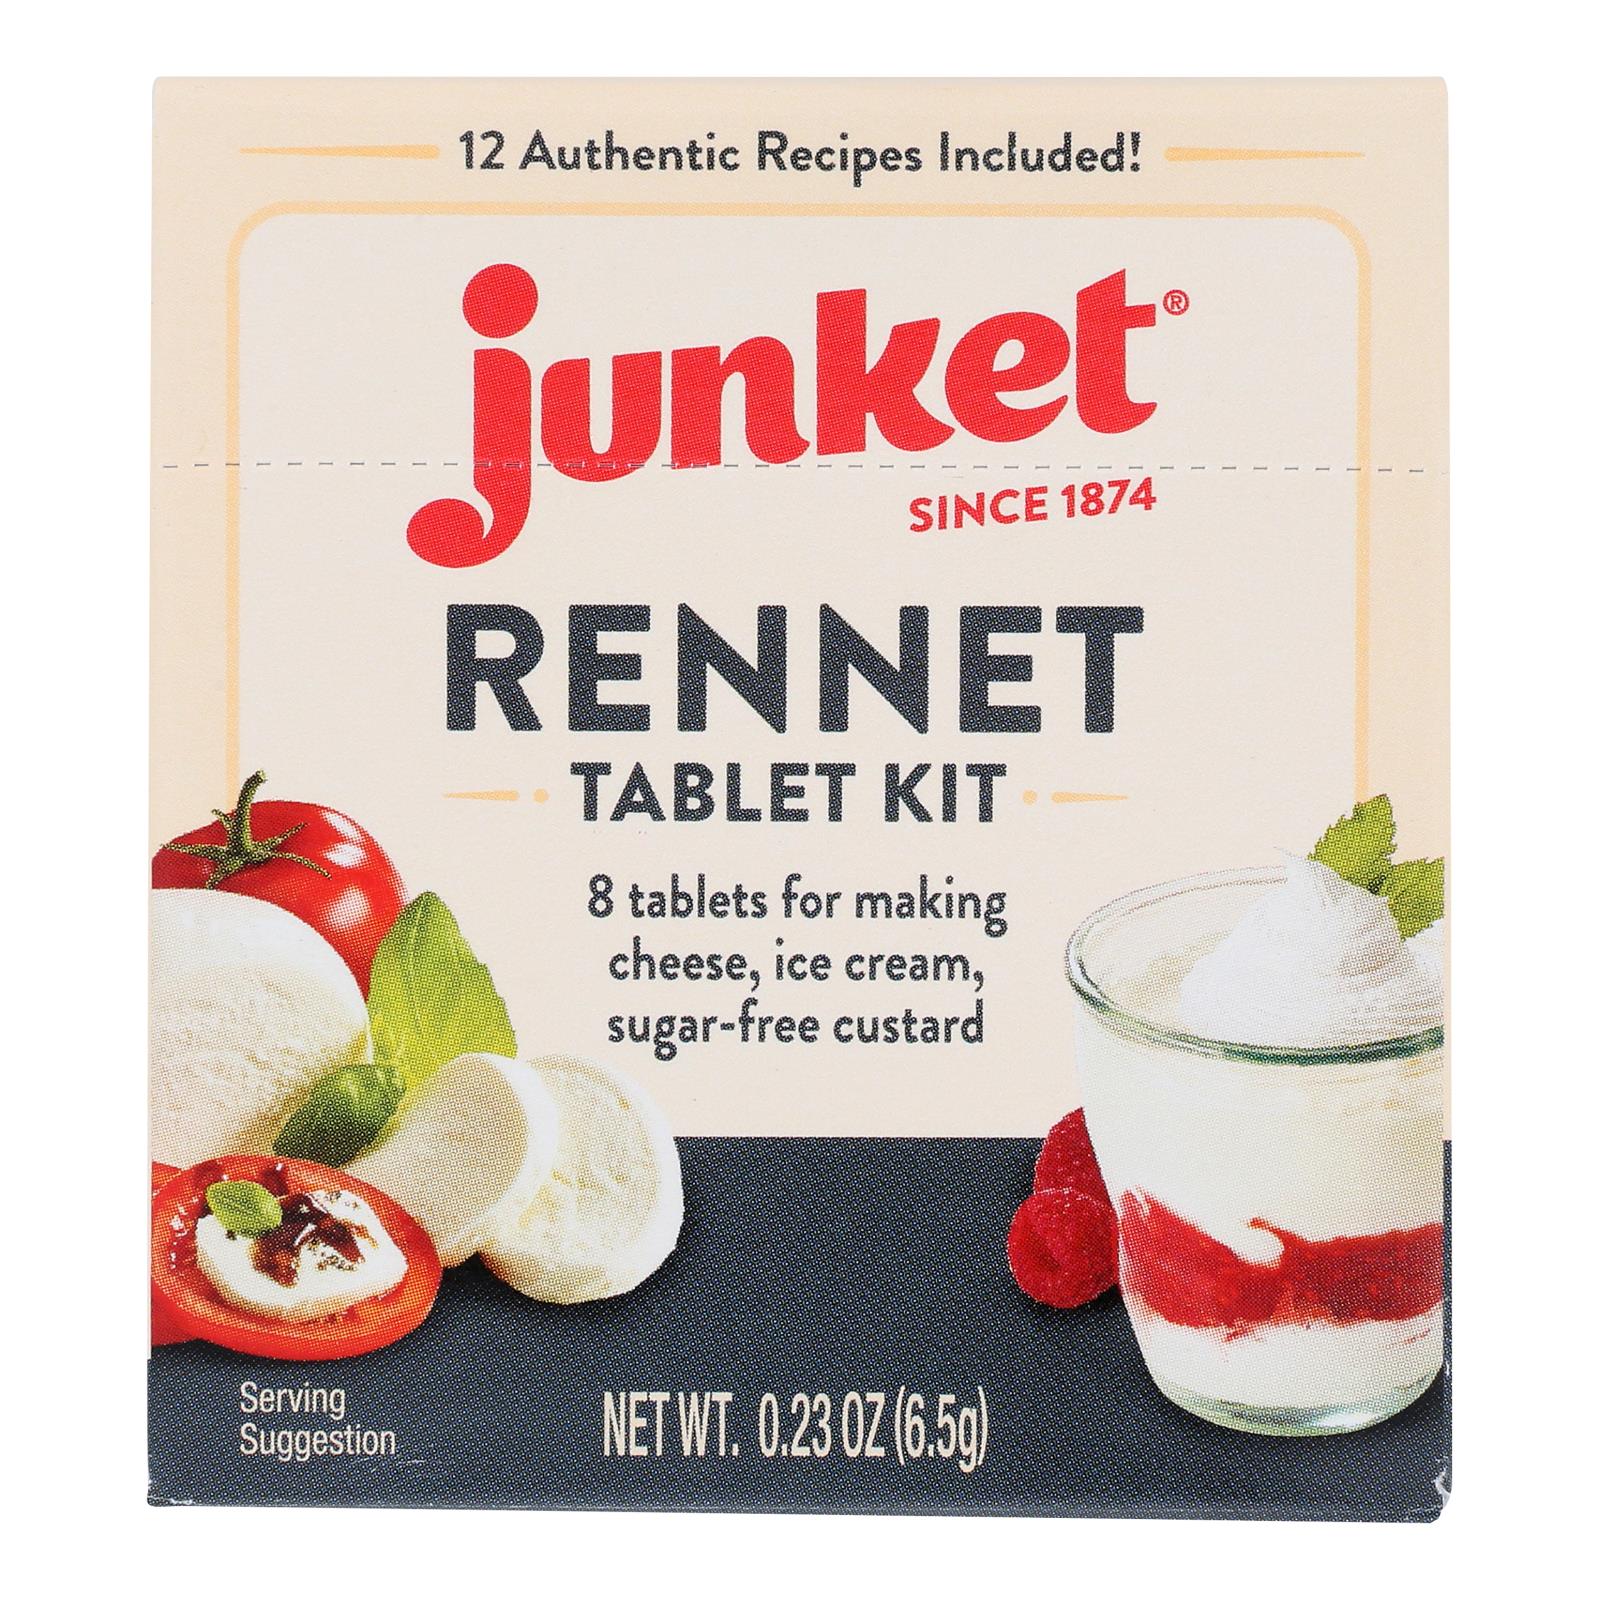 12 Authentic Recipes Included!
junket®
SINCE 1874
RENNET
TABLET KIT
8 tablets for making
cheese, ice cream,
sugar-free custard
Serving
Suggestion
NET WT. 0.23 OZ (6.5g)